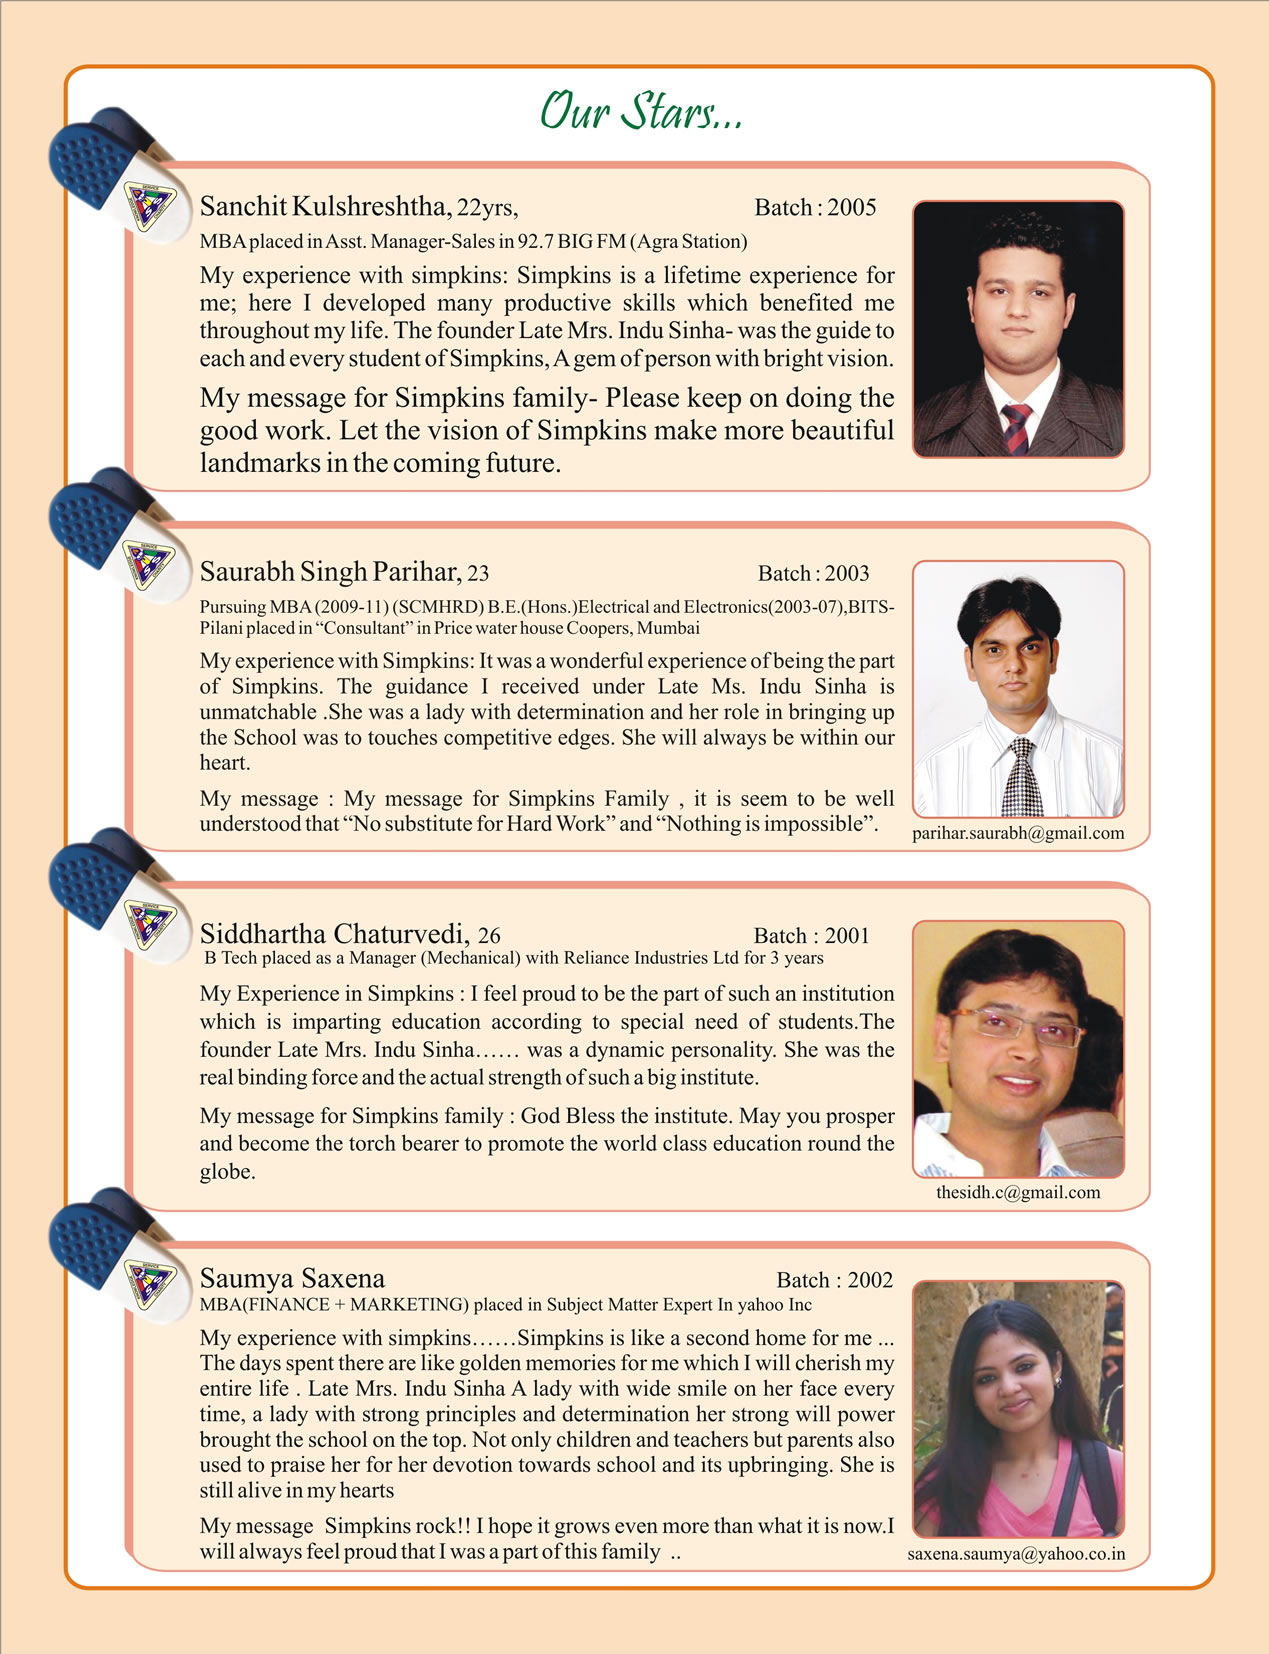 Our Stars...
Sanchit Kulshreshtha, 22yrs, Batch : 2005
MBA placed in Asst. Manager-Sales in 92.7 BIG FM (Agra Station)
My experience with simpkins: Simpkins is a lifetime experience for
me; here I developed many productive skills which benefited me
throughout my life. The founder Late Mrs. Indu Sinha- was the guide to
each and every student of Simpkins, A gem of person with bright vision.
My message for Simpkins family- Please keep on doing the
good work. Let the vision of Simpkins make more beautiful
landmarks in the coming future.
Saurabh Singh Parihar, 23 Batch : 2003
Pursuing MBA (2009-11) (SCMHRD) B.E.(Hons.)Electrical and Electronics(2003-07),BITS-
Pilani placed in “Consultant” in Price water house Coopers, Mumbai
My experience with Simpkins: It was a wonderful experience of being the part
of Simpkins. The guidance I received under Late Ms. Indu Sinha is
unmatchable .She was a lady with determination and her role in bringing up
the School was to touches competitive edges. She will always be within our
heart.
My message : My message for Simpkins Family , it is seem to be well
understood that “No substitute for Hard Work” and “Nothing is impossible”.
parihar.saurabh@gmail.com
Siddhartha Chaturvedi, 26 Batch : 2001
B Tech placed as a Manager (Mechanical) with Reliance Industries Ltd for 3 years
My Experience in Simpkins : I feel proud to be the part of such an institution
which is imparting education according to special need of students.The
founder Late Mrs. Indu Sinha...... was a dynamic personality. She was the
real binding force and the actual strength of such a big institute.
My message for Simpkins family : God Bless the institute. May you prosper
and become the torch bearer to promote the world class education round the
globe.
thesidh.c@gmail.com
Saumya Saxena Batch : 2002
MBA(FINANCE + MARKETING) placed in Subject Matter Expert In yahoo Inc
My experience with simpkins......Simpkins is like a second home for me ...
The days spent there are like golden memories for me which I will cherish my
entire life . Late Mrs. Indu Sinha A lady with wide smile on her face every
time, a lady with strong principles and determination her strong will power
brought the school on the top. Not only children and teachers but parents also
used to praise her for her devotion towards school and its upbringing. She is
still alive in my hearts
My message Simpkins rock!! I hope it grows even more than what it is now.I
will always feel proud that I was a part of this family ..
saxena.saumya@yahoo.co.in